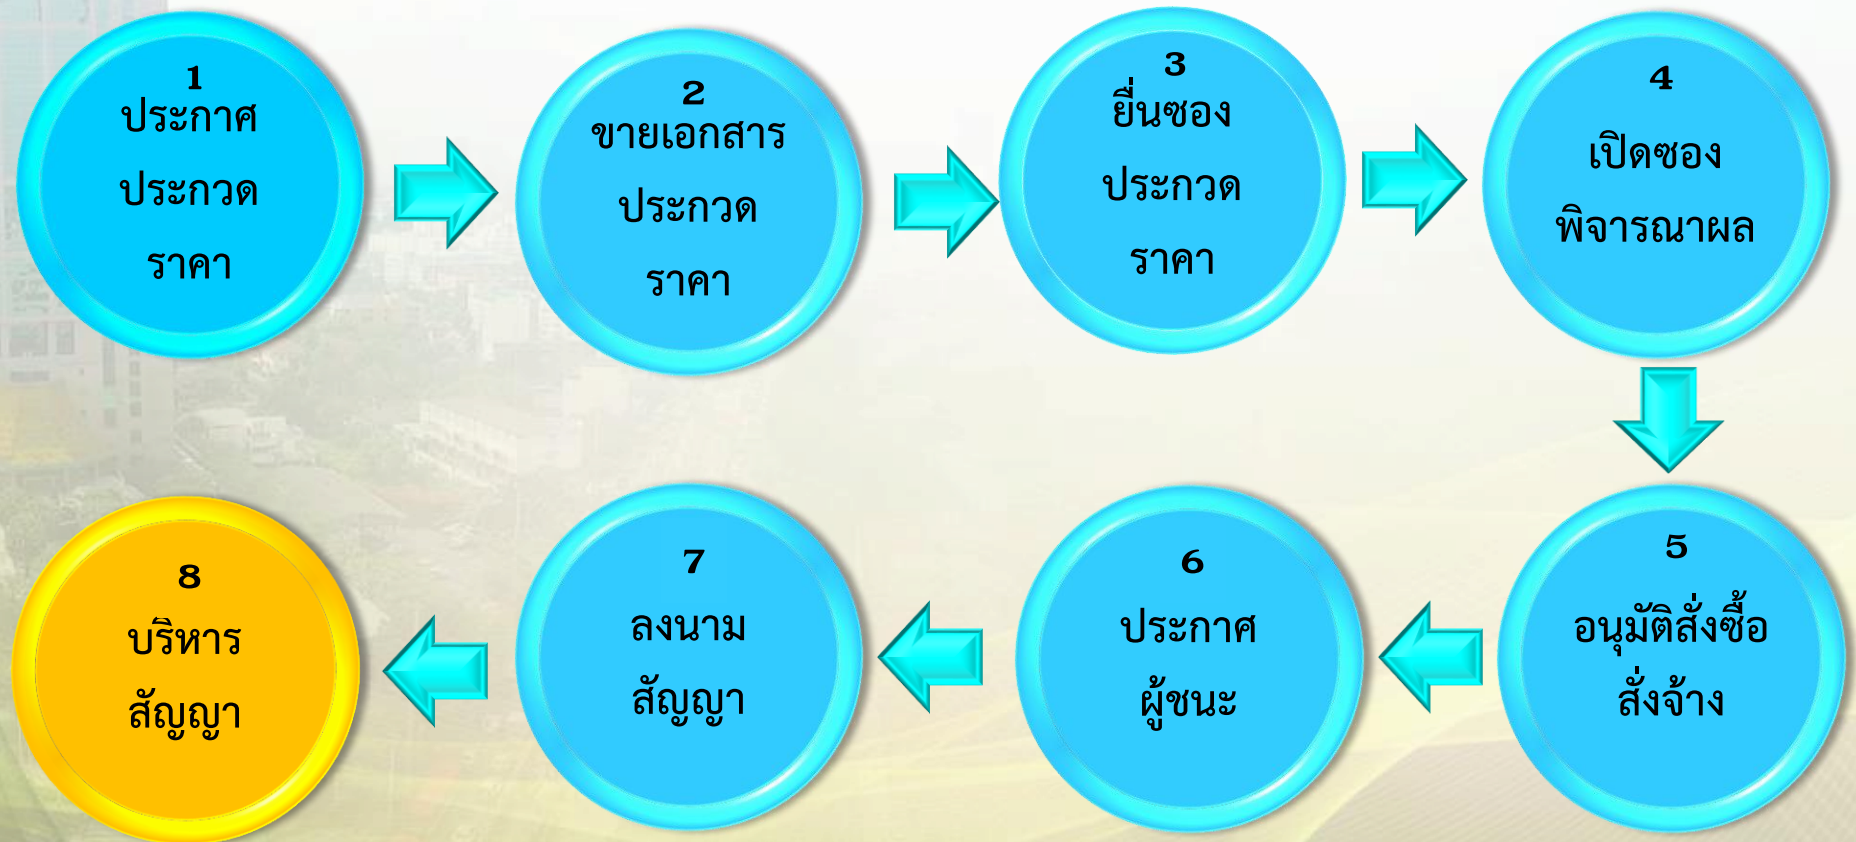 1
ประกาศ
ประกวด
ราคา
2
ขายเอกสาร
ประกวด
ราคา
3
ยื่นซอง
ประกวด
ราคา
4
เปิดซอง
พิจารณาผล
5
อนุมัติสั่งซื้อ
สั่งจ้าง
6
ประกาศ
ผู้ชนะ
7
ลงนาม
สัญญา
8
บริหาร
สัญญา